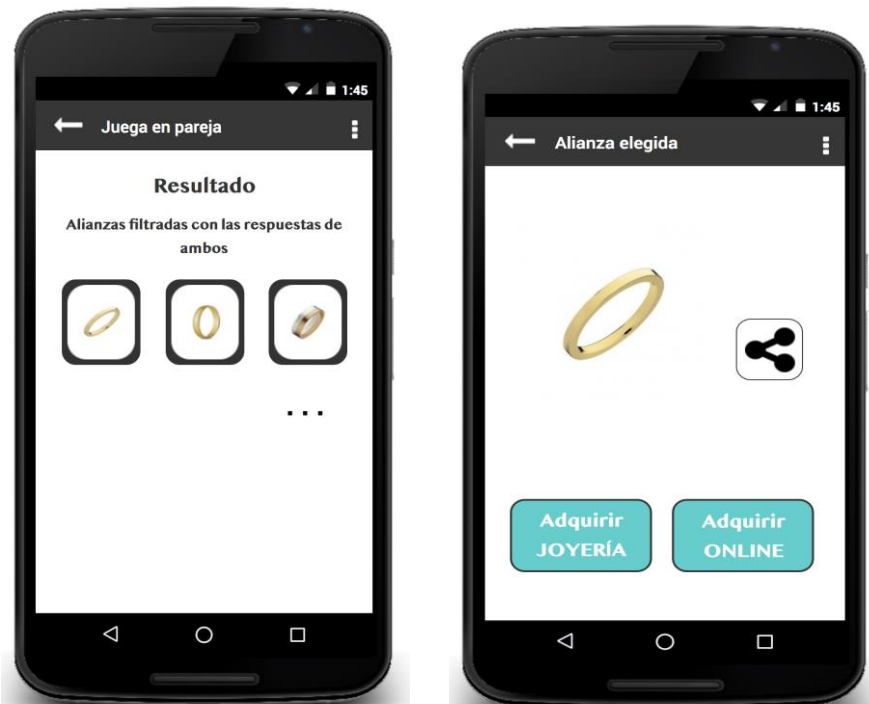 1:45
Juega en pareja
Resultado
Alianzas filtradas con las respuestas de
ambos
...
1:45
Alianza elegida
Adquirir
JOYERÍA
Adquirir
ONLINE